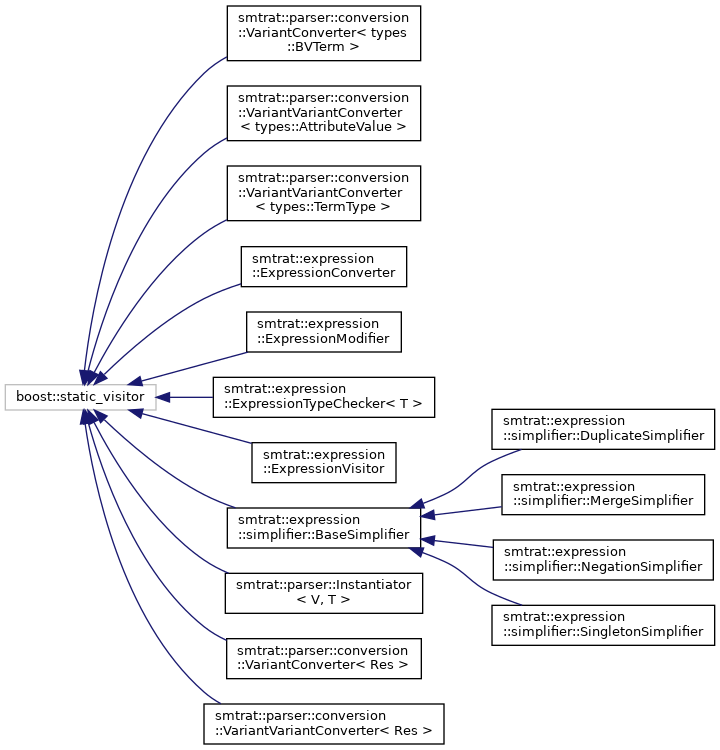 smtrat::parser::conversion
::VariantConverter< types
::BVTerm >
smtrat::parser::conversion
::VariantVariantConverter
< types::AttributeValue >
smtrat::parser::conversion
::VariantVariantConverter
< types::TermType >
smtrat::expression
::ExpressionConverter
smtrat::expression
::ExpressionModifier
boost::static_visitor
smtrat::expression
::ExpressionTypeChecker< T >
smtrat::expression
::ExpressionVisitor
smtrat::expression
::simplifier::BaseSimplifier
smtrat::expression
::simplifier::DuplicateSimplifier
smtrat::expression
::simplifier::MergeSimplifier
smtrat::expression
::simplifier::NegationSimplifier
smtrat::expression
::simplifier::SingletonSimplifier
smtrat::parser::Instantiator
< V, T >
smtrat::parser::conversion
::VariantConverter< Res >
smtrat::parser::conversion
::VariantVariantConverter< Res >